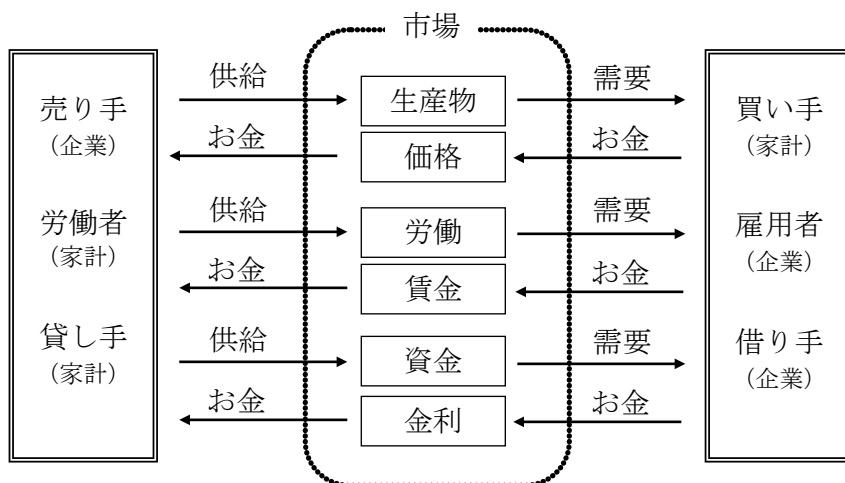 市場
供給 生産物 需要
売り手 買い手
（企業） （家計）
お金 価格 お金
供給 労働 需要
労働者 雇用者
（家計） （企業）
お金 賃金 お金
供給 資金 需要
貸し手 借り手
（家計） （企業）
お金 金利 お金